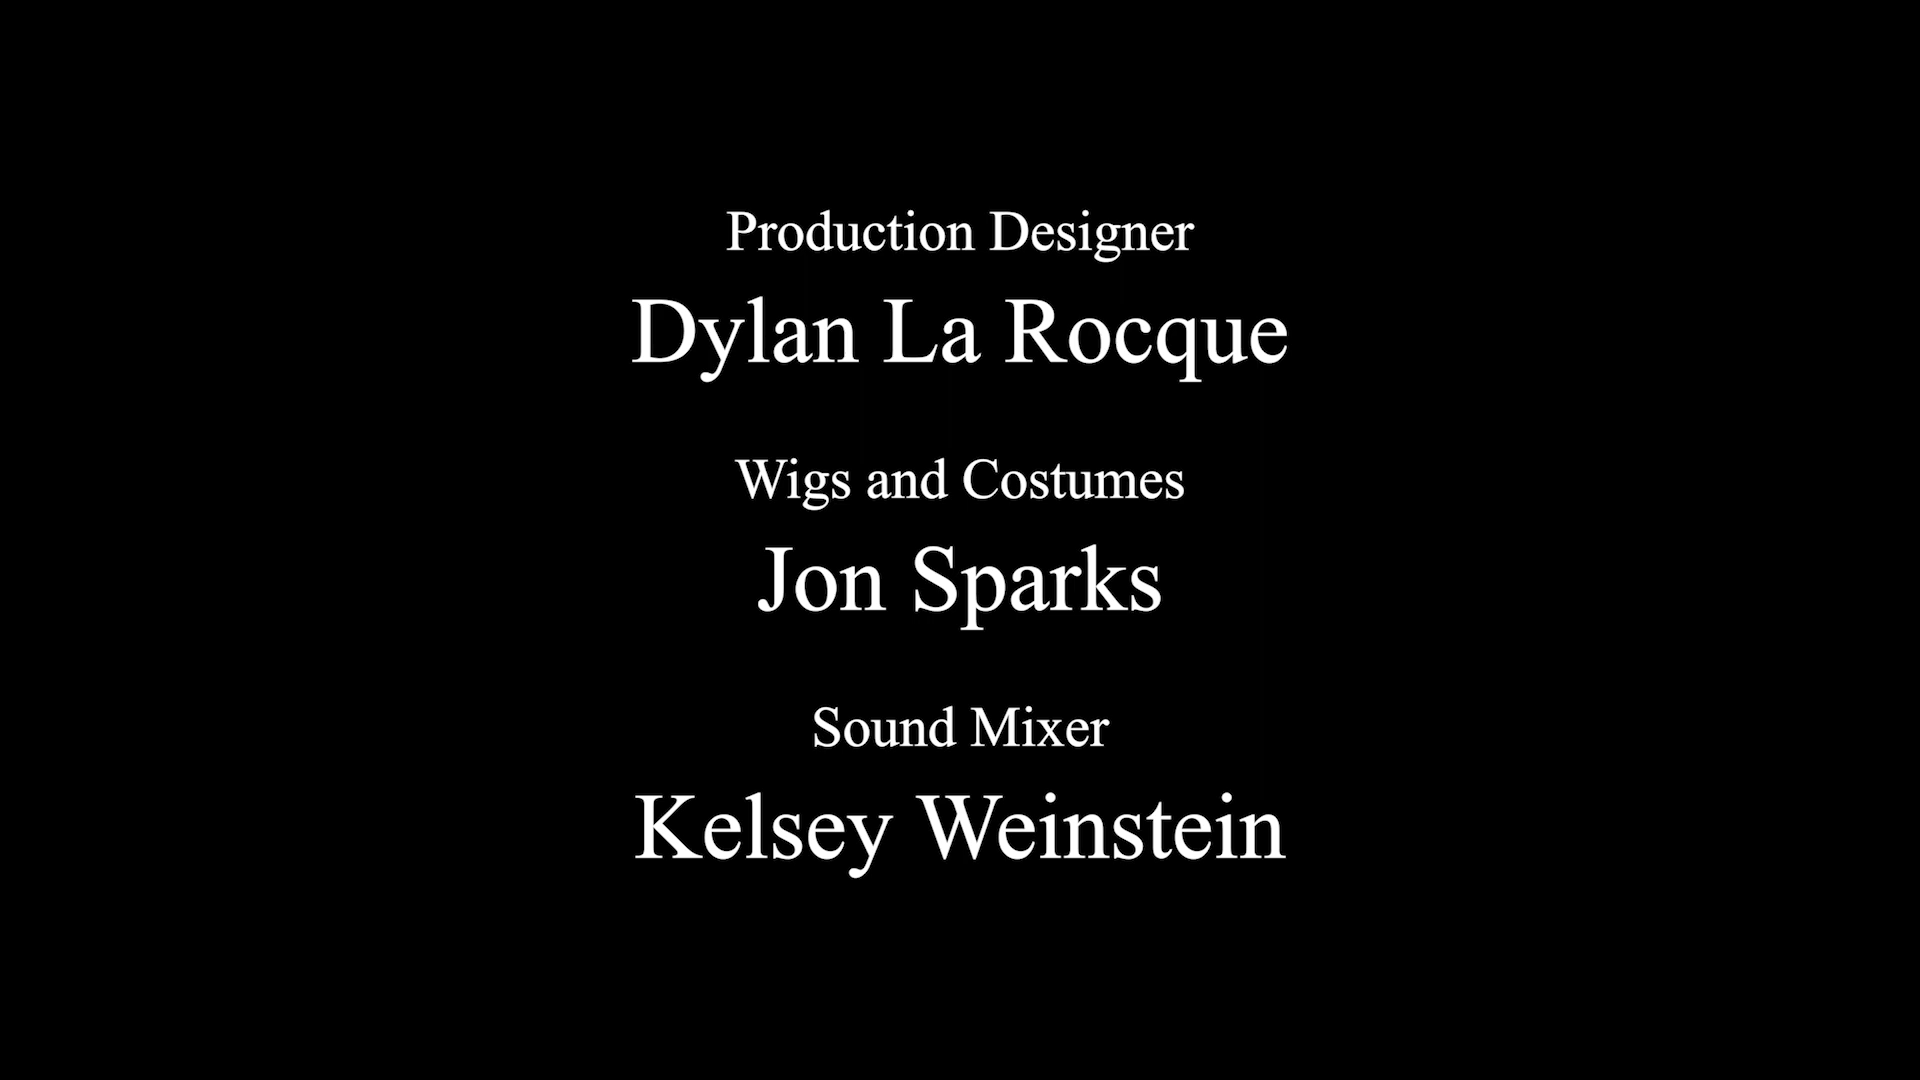 Production Designer
Dylan La Rocque
Wigs and Costumes
Jon Sparks
Sound Mixer
Kelsey Weinstein